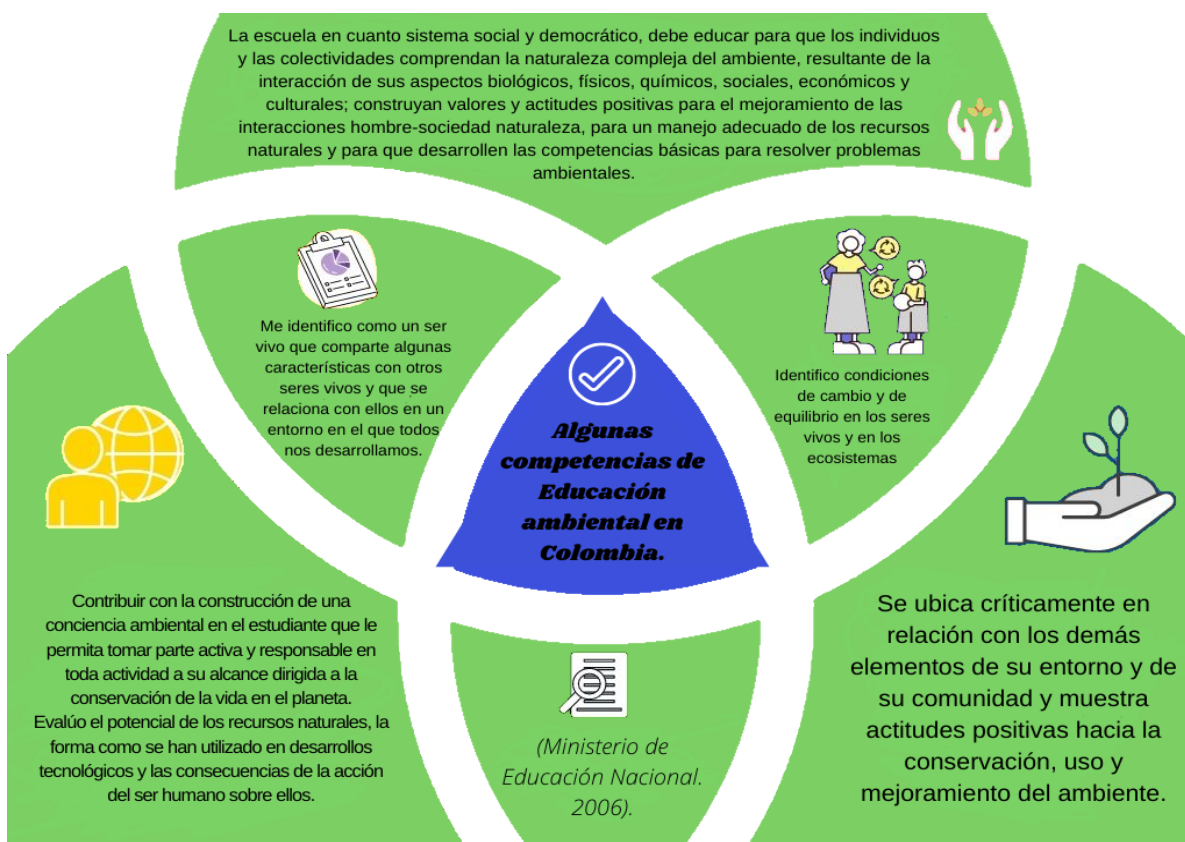 La escuela en cuanto sistema social y democrático, debe educar para que los individuos
y las colectividades comprendan la naturaleza compleja del ambiente, resultante de la
interacción de sus aspectos biológicos, físicos, químicos, sociales, económicos y
culturales; construyan valores y actitudes positivas para el mejoramiento de las
interacciones hombre-sociedad naturaleza, para un manejo adecuado de los recursos
naturales y para que desarrollen las competencias básicas para resolver problemas
ambientales.
Me identifico como un ser
vivo que comparte algunas
características con otros
seres vivos y que se
relaciona con ellos en un
entorno en el que todos
nos desarrollamos.
Identifico condiciones
de cambio y de
equilibrio en los seres
vivos y en los
ecosistemas
Algunas
competencias de
Educación
ambiental en
Colombia.
Contribuir con la construcción de una
conciencia ambiental en el estudiante que le
permita tomar parte activa y responsable en
toda actividad a su alcance dirigida a la
conservación de la vida en el planeta.
Evalúo el potencial de los recursos naturales, la
forma como se han utilizado en desarrollos
tecnológicos y las consecuencias de la acción
del ser humano sobre ellos.
(Ministerio de
Educación Nacional.
2006).
Se ubica críticamente en
relación con los demás
elementos de su entorno y de
su comunidad y muestra
actitudes positivas hacia la
conservación, uso y
mejoramiento del ambiente.